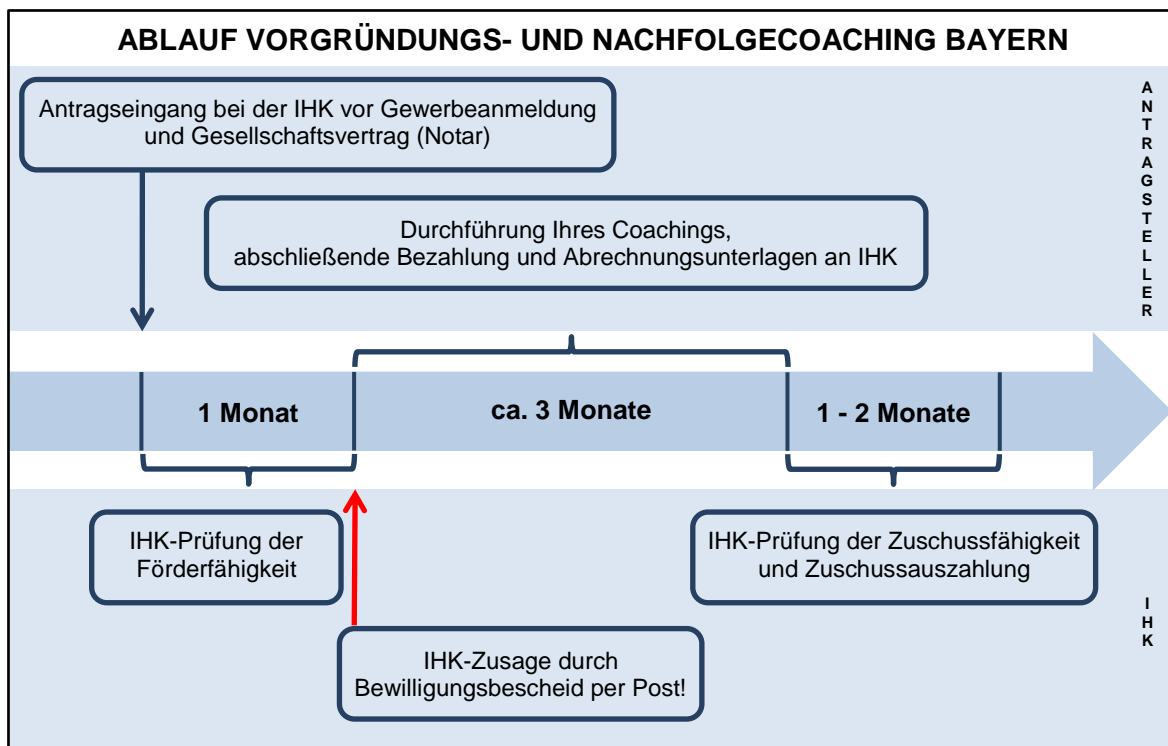 ABLAUF VORGRÜNDUNGS- UND NACHFOLGECOACHING BAYERN
Antragseingang bei der IHK vor Gewerbeanmeldung
und Gesellschaftsvertrag (Notar)
ANTRAGSTELLER
Durchführung Ihres Coachings,
abschließende Bezahlung und Abrechnungsunterlagen an IHK
1 Monat
ca. 3 Monate
1 - 2 Monate
IHK-Prüfung der
Förderfähigkeit
IHK-Prüfung der Zuschussfähigkeit
und Zuschussauszahlung
IHK
IHK-Zusage durch
Bewilligungsbescheid per Post!